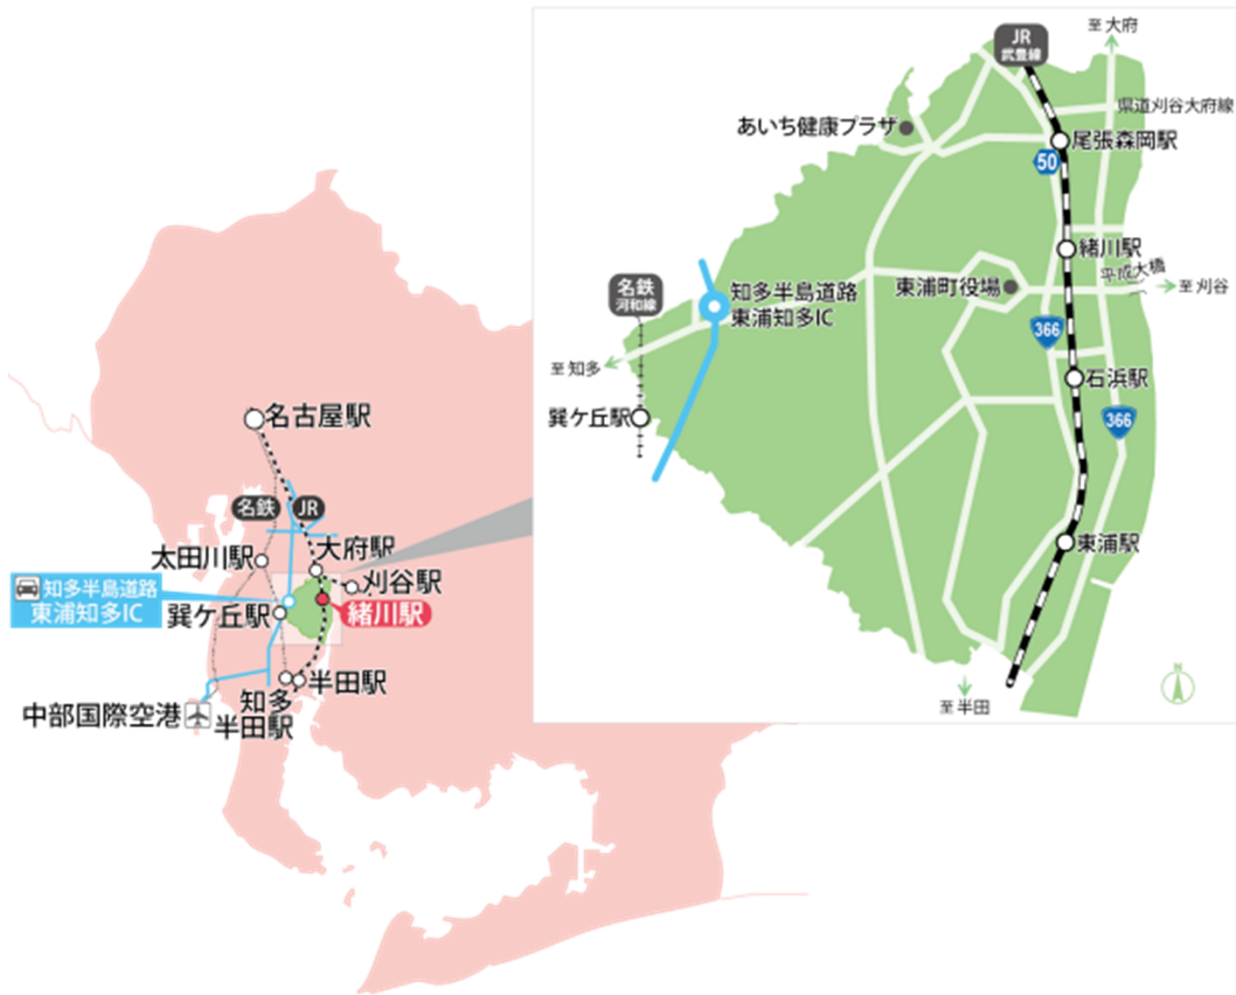 JR
武豊線
至大府
県道刈谷大府線
あいち健康プラザ
尾張森岡駅
50
緒川駅
平成大橋
至刈谷
東浦町役場
名鉄
河和線
知多半島道路
東浦知多IC
366
至知多
石浜駅
巽ケ丘駅
366
東浦駅
至半田
N
名古屋駅
名鉄
JR
大府駅
太田川駅
刈谷駅
知多半島道路
東浦知多IC
巽ケ丘駅
緒川駅
半田駅
知多
半田駅
中部国際空港